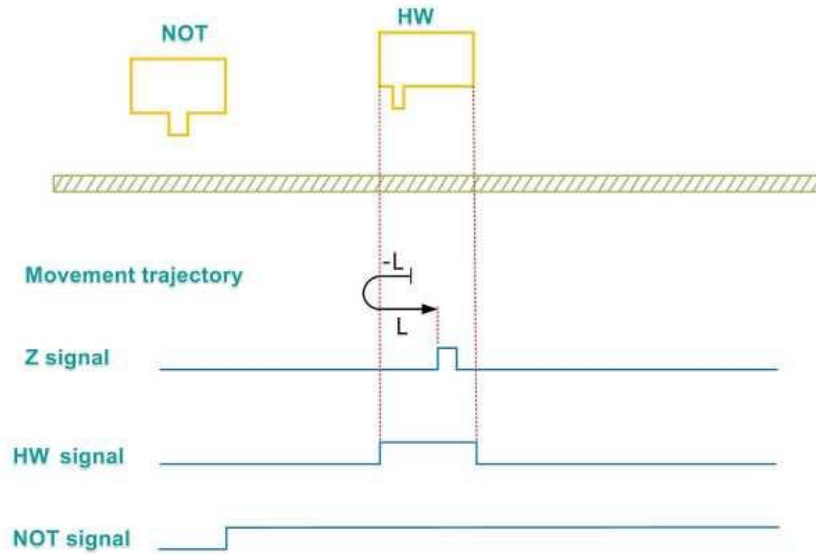 HW
NOT
Movement trajectory
-L
L
Z signal
HW signal
NOT signal